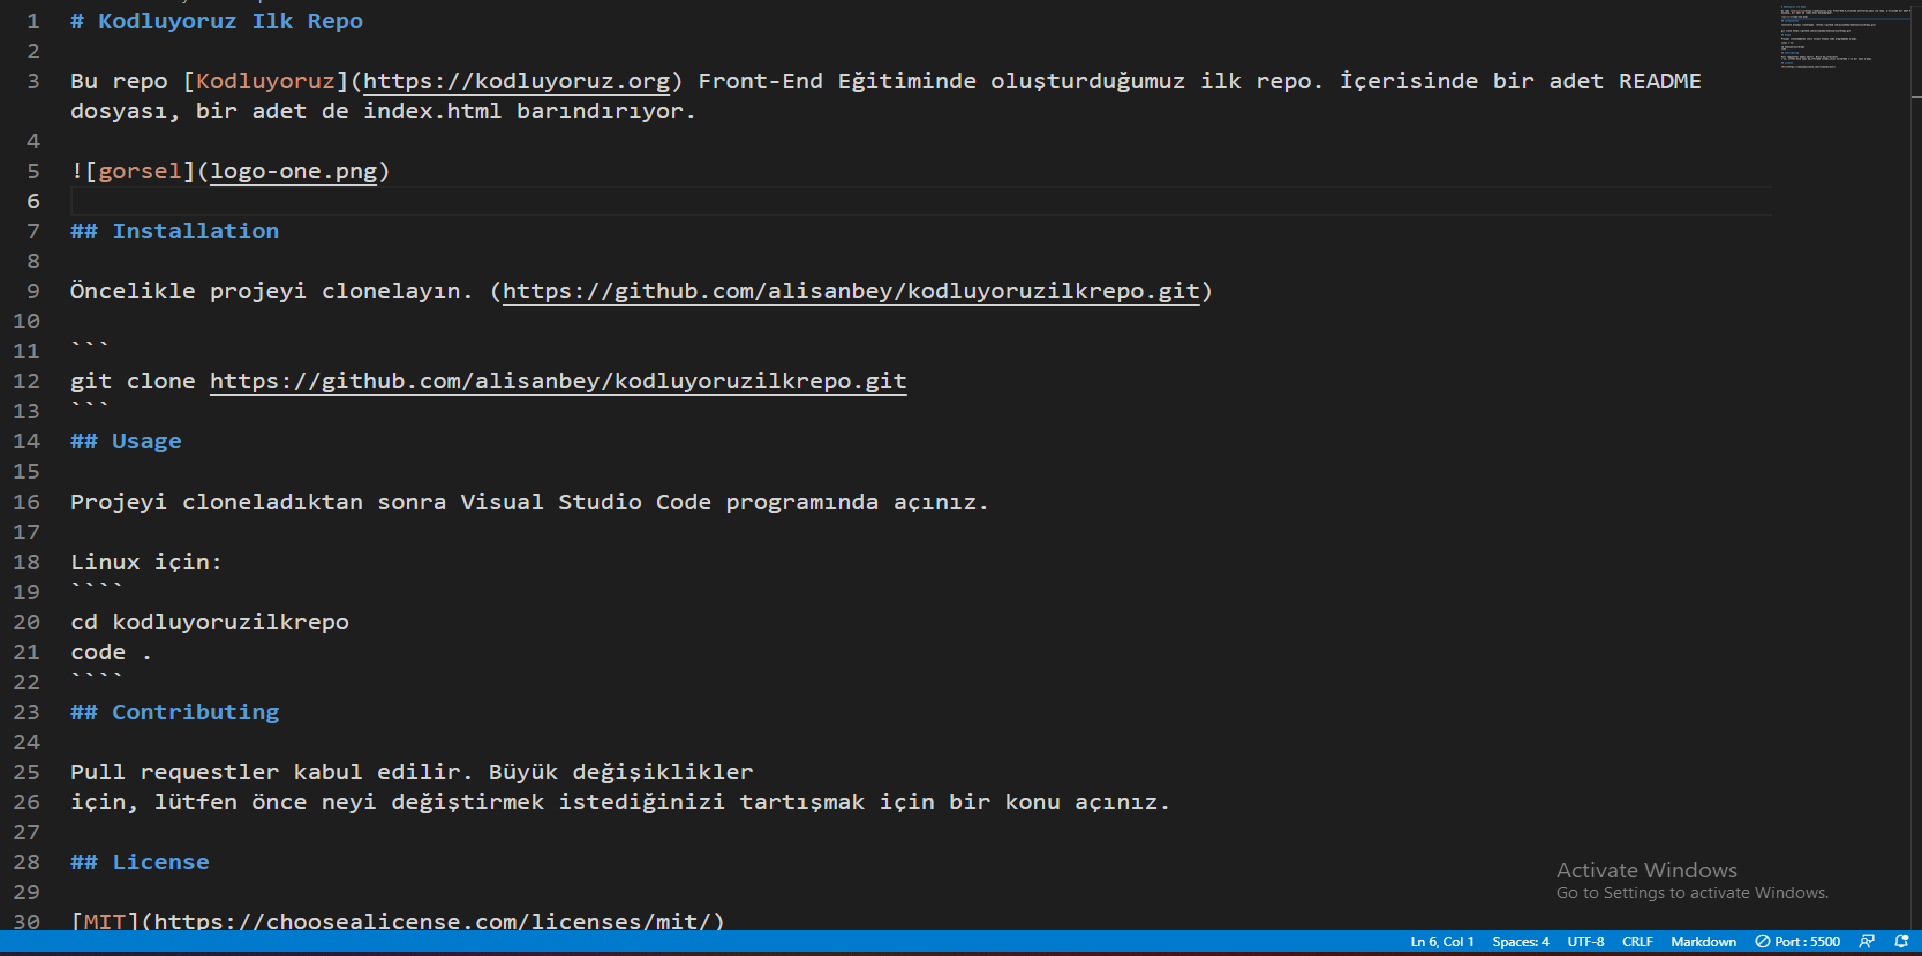 1 # Kodluyoruz Ilk Repo
2
3 Bu repo [Kodluyoruz](https://kodluyoruz.org) Front-End Eğitiminde oluşturduğumuz ilk repo. İçerisinde bir adet README
dosyası, bir adet de index.html barındırıyor.
4
5 ![gorsel](logo-one.png)
6
7 ## Installation
8
9 Öncelikle projeyi clonelayın. (https://github.com/alisanbey/kodluyoruzilkrepo.git)
10
11 ```
12 git clone https://github.com/alisanbey/kodluyoruzilkrepo.git
13 ```
14 ## Usage
15
16 Projeyi cloneladıktan sonra Visual Studio Code programında açınız.
17
18 Linux için:
19 ````
20 cd kodluyoruzilkrepo
21 code .
22 ````
23 ## Contributing
24
25 Pull requestler kabul edilir. Büyük değişiklikler
26 için, lütfen önce neyi değiştirmek istediğinizi tartışmak için bir konu açınız.
27
28 ## License
29
30 [MIT](https://choosealicense.com/licenses/mit/)
Activate Windows
Go to Settings to activate Windows.
Ln 6, Col 1 Spaces: 4 UTF-8 CRLF Markdown Port : 5500